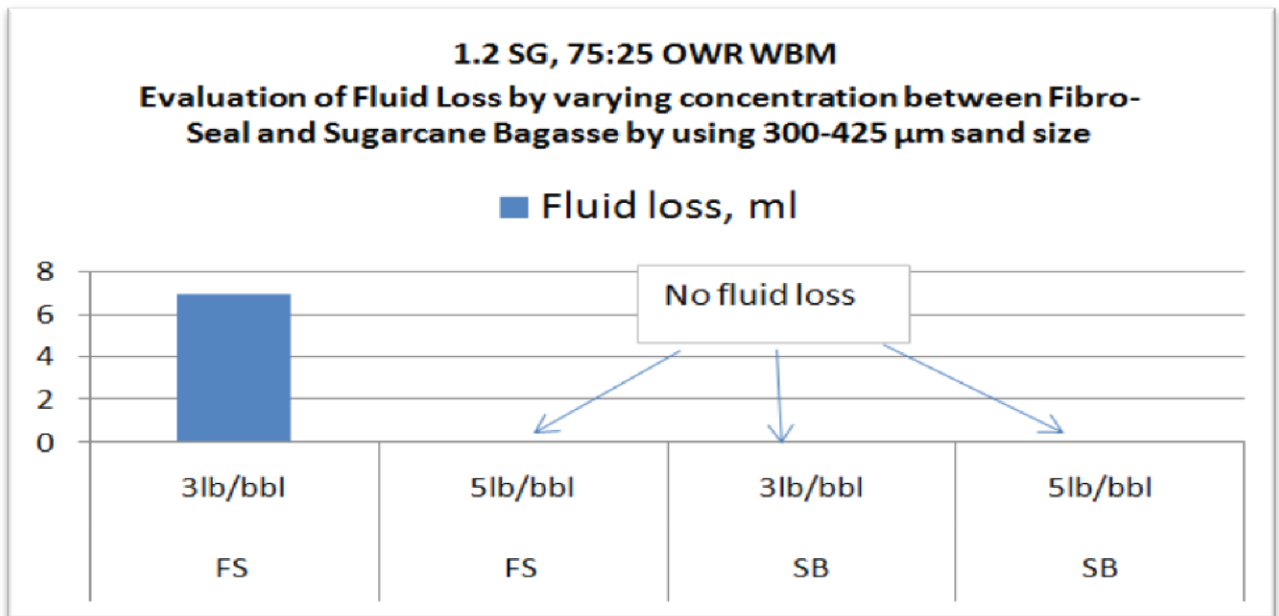 1.2 SG, 75:25 OWR WBM
Evaluation of Fluid Loss by varying concentration between Fibro-
Seal and Sugarcane Bagasse by using 300-425 µm sand size
Fluid loss, ml
8
6
4
2
0
No fluid loss
3lb/bbl 5lb/bbl 3lb/bbl 5lb/bbl
FS FS SB SB